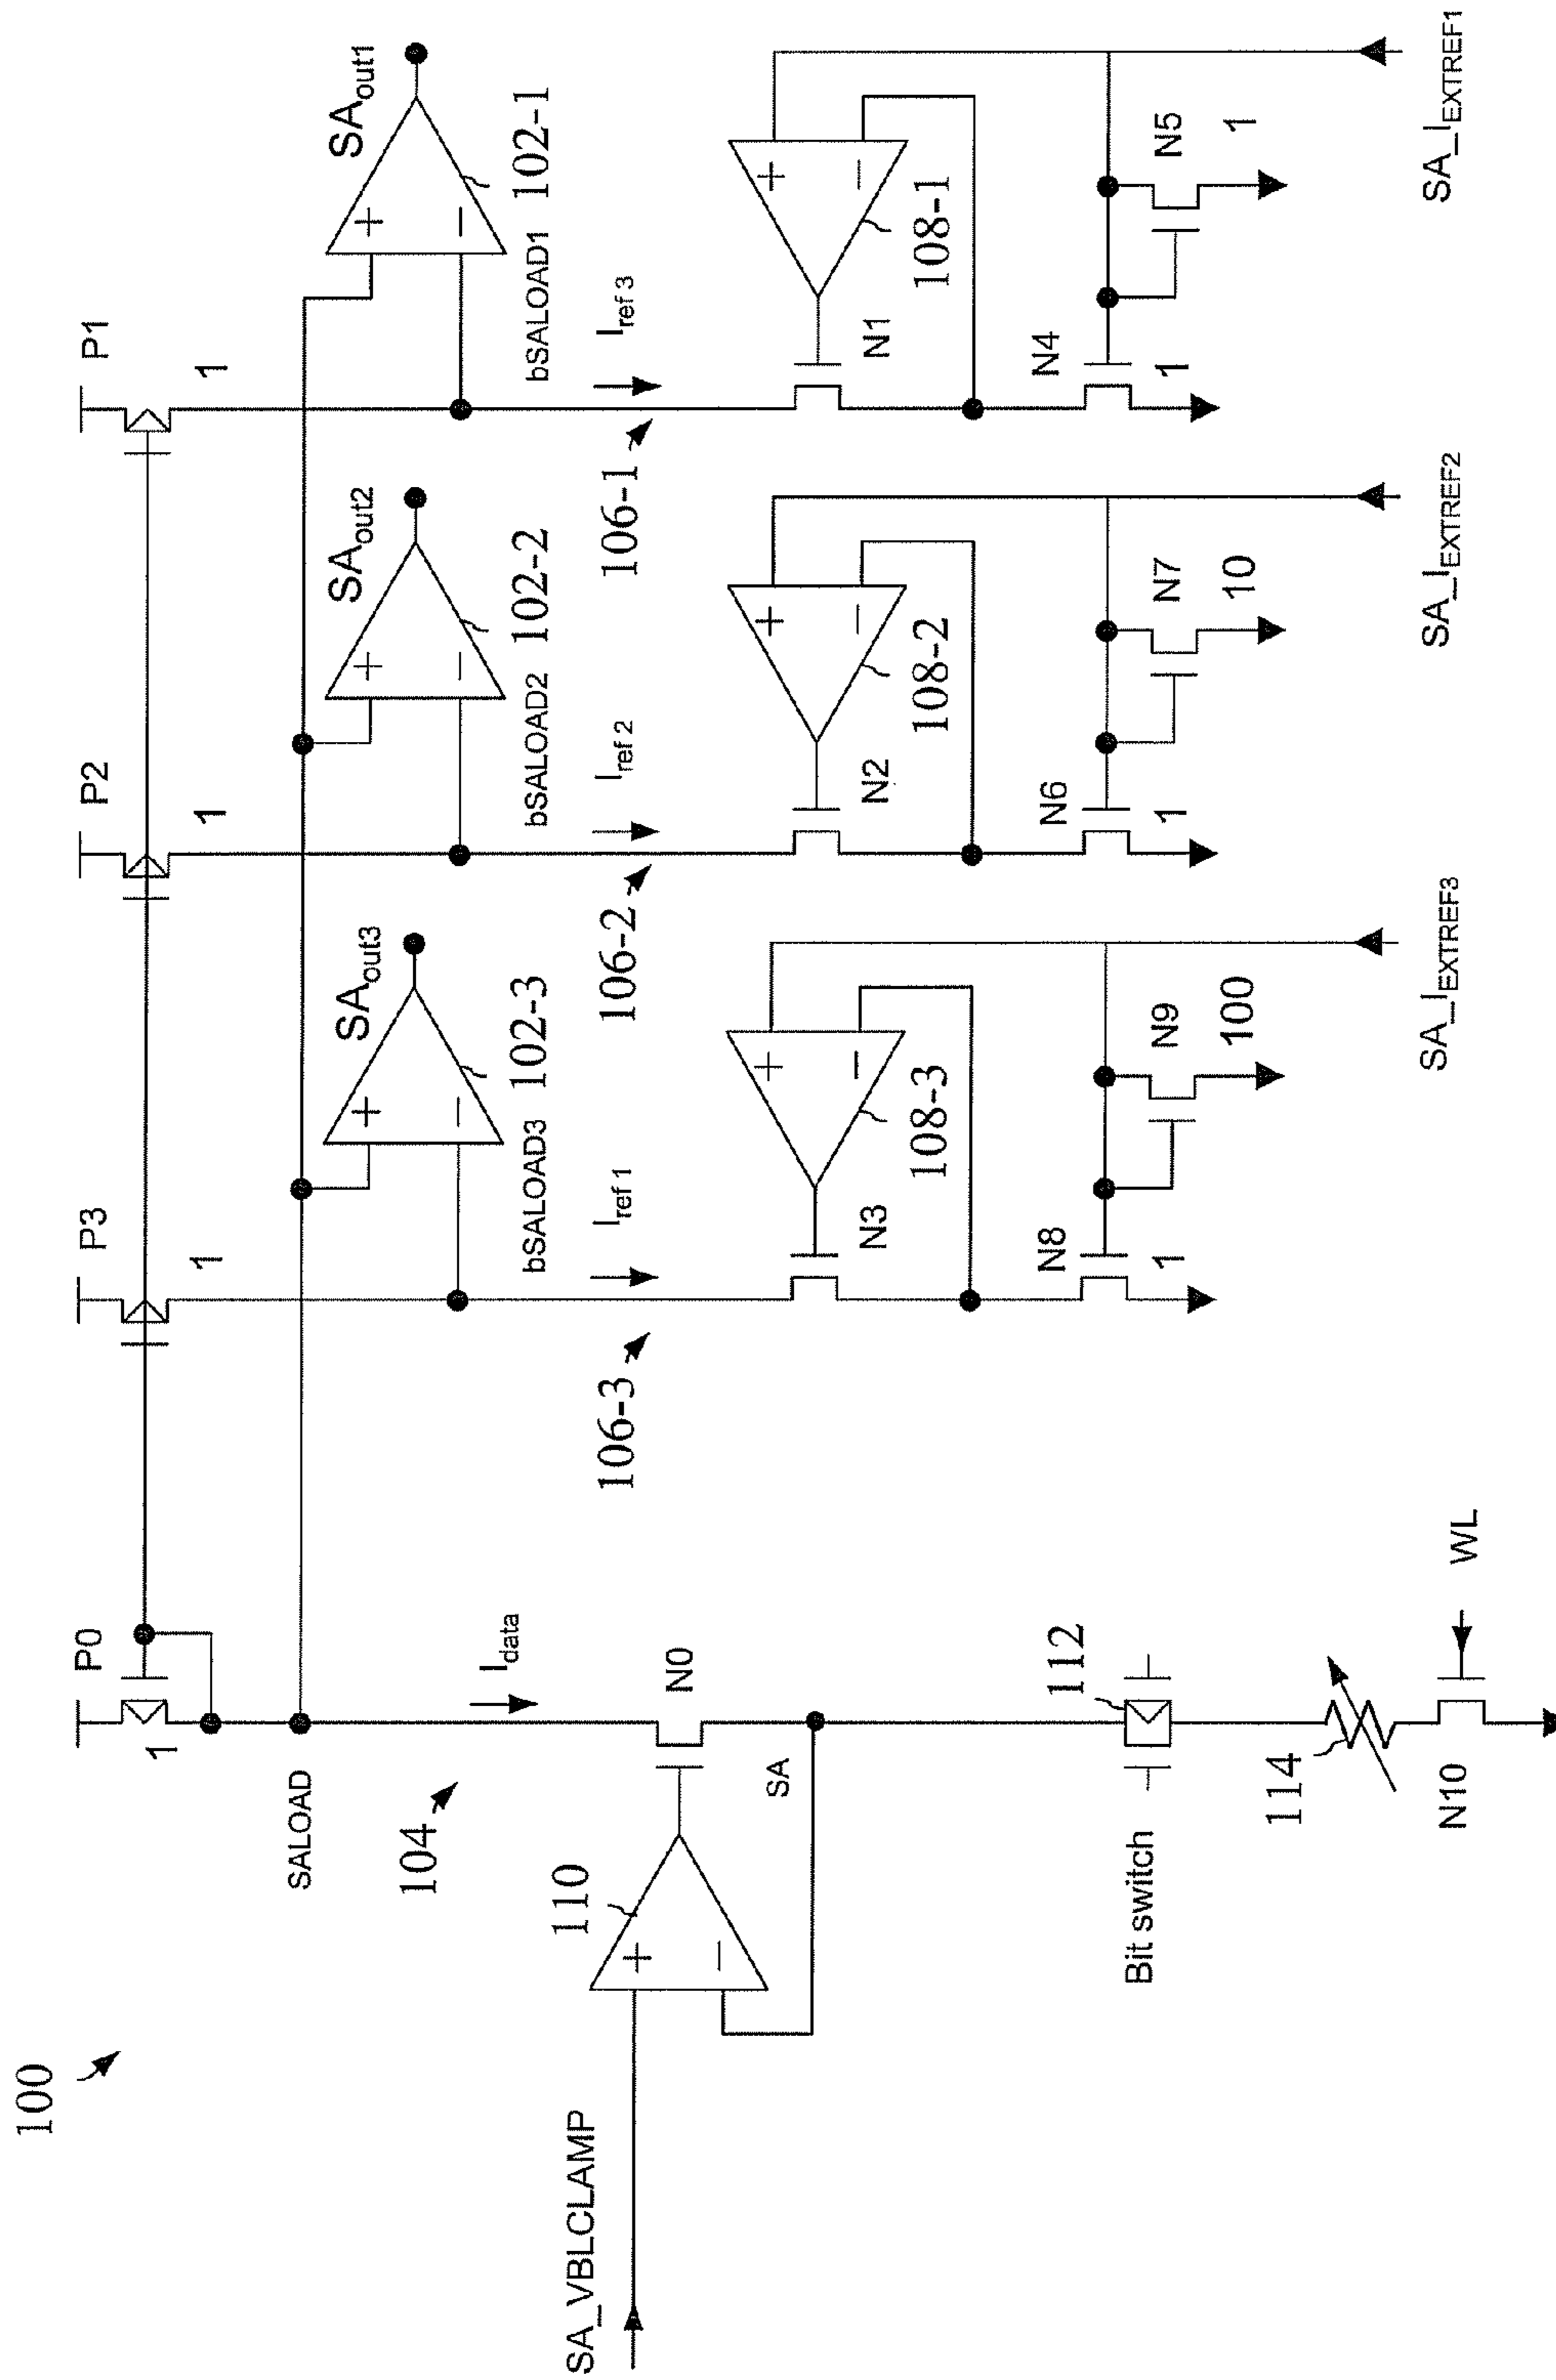 100
P0
P3
P2
P1
1
1
1
1
SALOAD
SA_out3
SA_out2
SA_out1
102-3
102-2
102-1
bSALOAD3
bSALOAD2
bSALOAD1
104
I_data
I_ref 1
I_ref 2
I_ref 3
106-3
106-2
106-1
SA_VBLCLAMP
110
+
−
N0
SA
+
−
+
−
+
−
+
−
+
−
+
−
108-3
108-2
108-1
N3
N2
N1
Bit switch
112
N8
1
N9
100
N6
1
N7
10
N4
1
N5
1
114
N10
WL
SA_I_EXTREF3
SA_I_EXTREF2
SA_I_EXTREF1